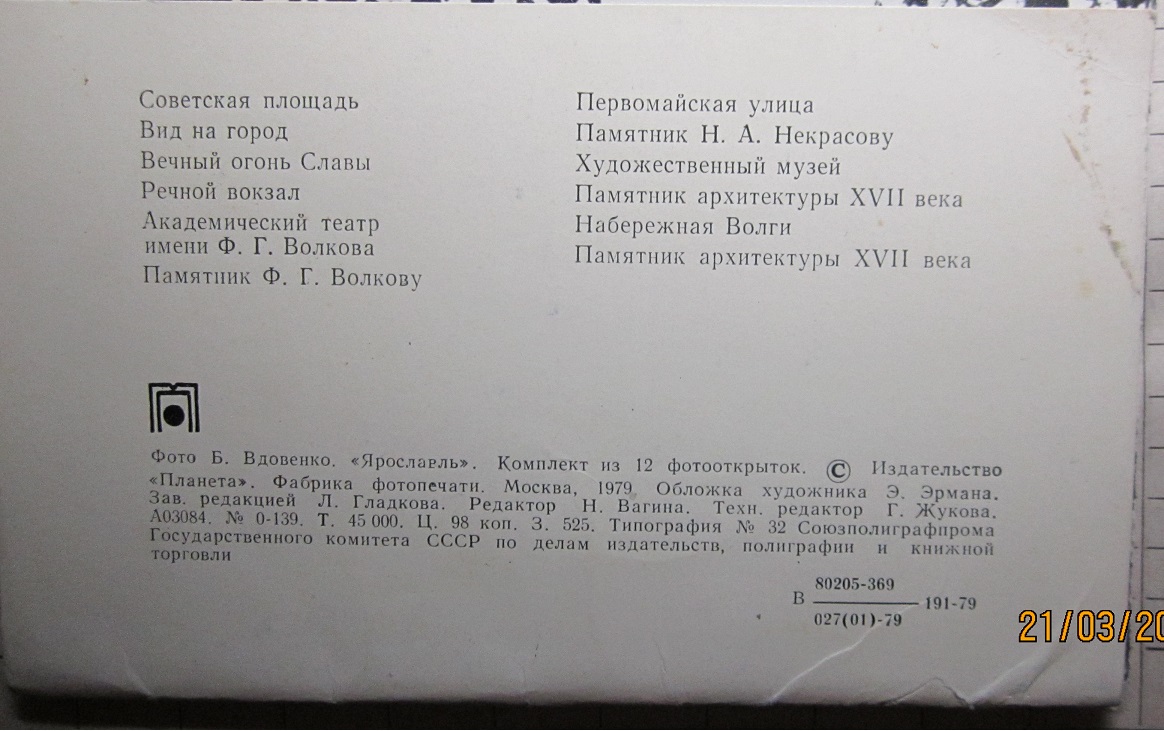 Советская площадь
Вид на город
Вечный огонь Славы
Речной вокзал
Академический театр
имени Ф. Г. Волкова
Памятник Ф. Г. Волкову
Первомайская улица
Памятник Н. А. Некрасову
Художественный музей
Памятник архитектуры XVII века
Набережная Волги
Памятник архитектуры XVII века
Фото Б. Вдовенко. «Ярославль». Комплект из 12 фотооткрыток. © Издательство
«Планета». Фабрика фотопечати. Москва, 1979 Обложка художника Э. Эрмана.
Зав. редакцией Л. Гладкова. Редактор Н. Вагина. Техн. редактор Г. Жукова.
А03084. № 0-139. Т. 45 000. Ц. 98 коп. З. 525. Типография № 32 Союзполиграфпрома
Государственного комитета СССР по делам издательств, полиграфии и книжной
торговли
80205-369
В 191-79
027(01)-79
21/03/20